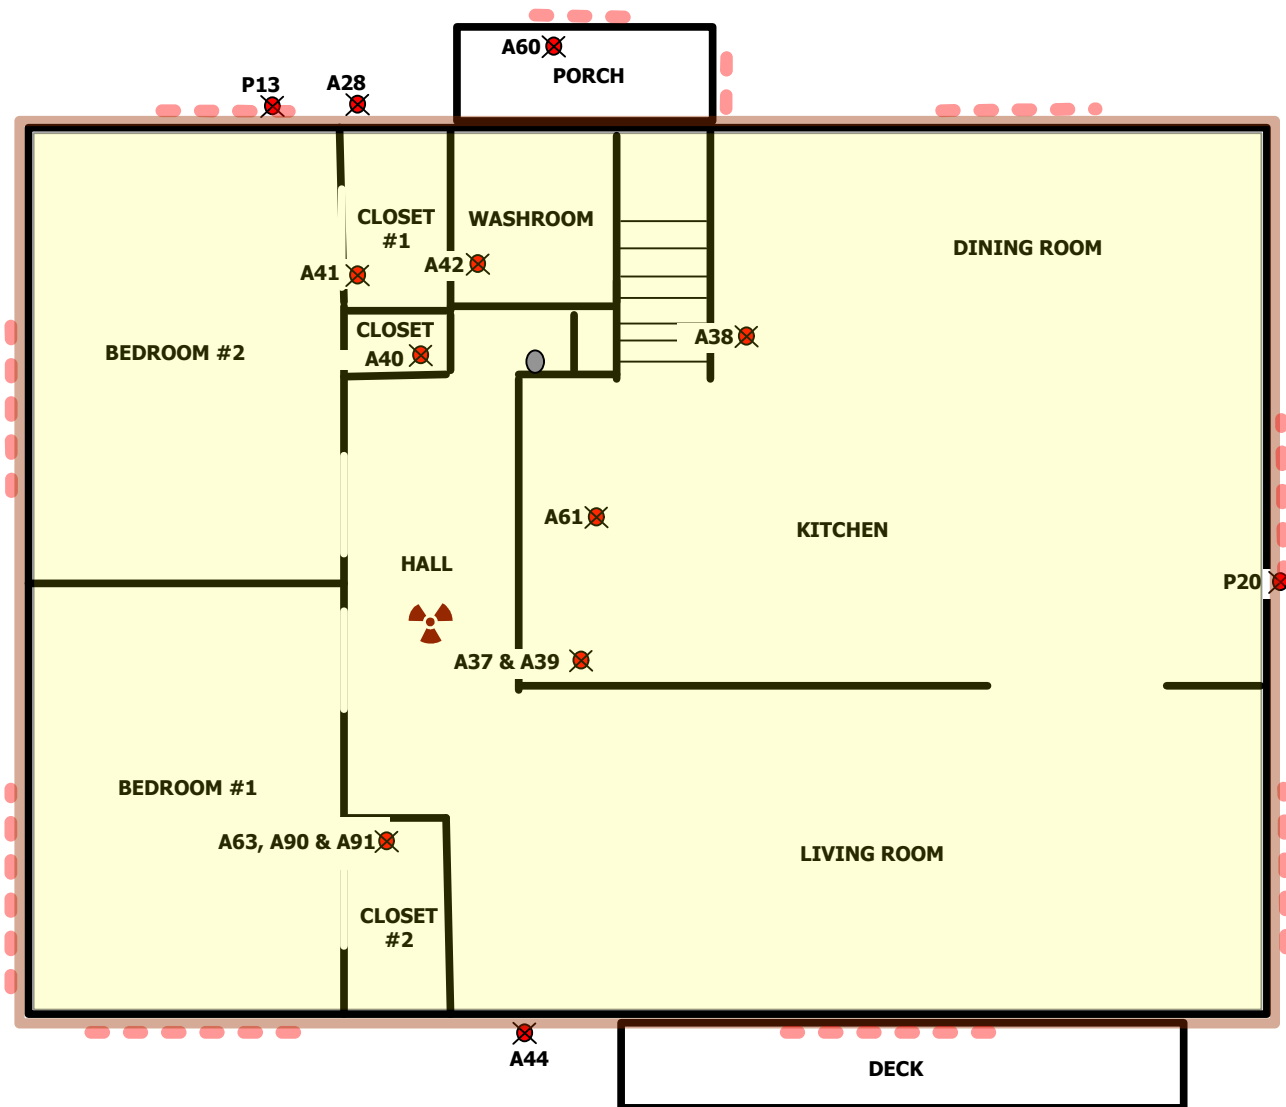 A60
PORCH
P13
A28
CLOSET
#1
WASHROOM
DINING ROOM
A41
A42
CLOSET
A40
A38
BEDROOM #2
A61
KITCHEN
HALL
P20
A37 & A39
BEDROOM #1
A63, A90 & A91
LIVING ROOM
CLOSET
#2
A44
DECK